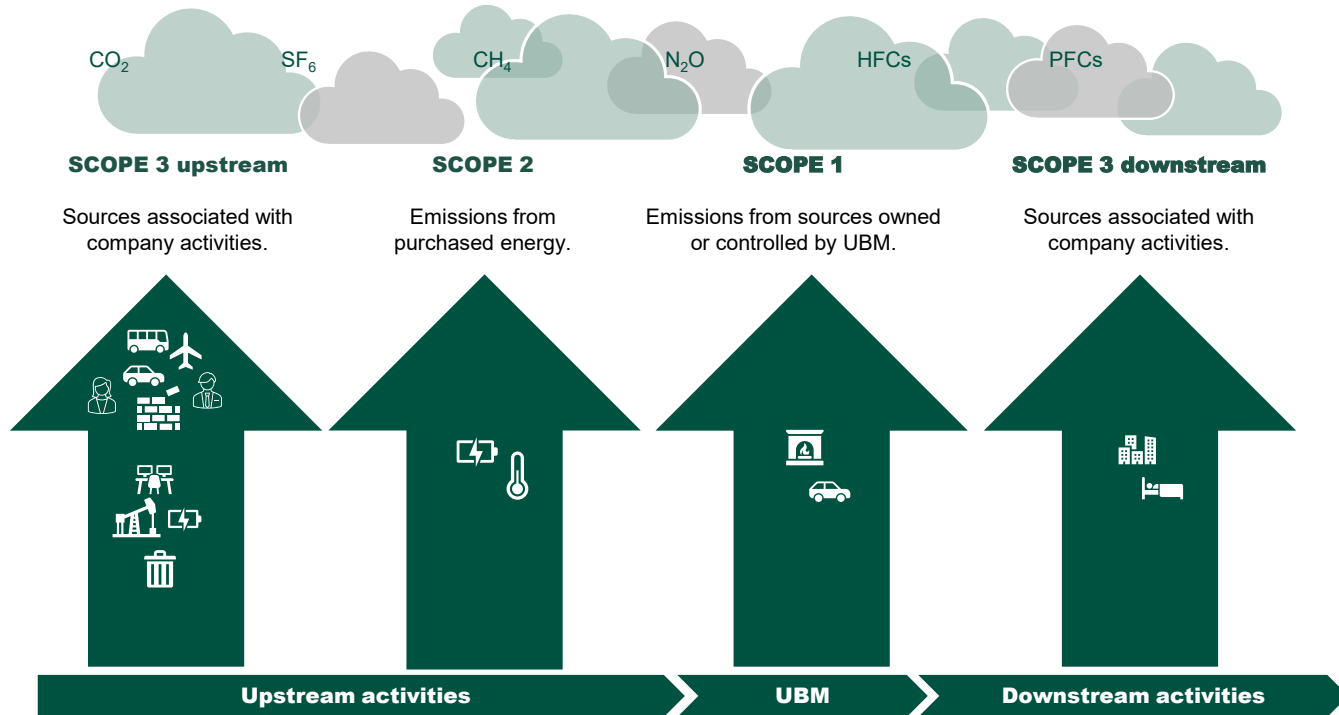 CO₂
SF₆
CH₄
N₂O
HFCs
PFCs
SCOPE 3 upstream
Sources associated with
company activities.
SCOPE 2
Emissions from
purchased energy.
SCOPE 1
Emissions from sources owned
or controlled by UBM.
SCOPE 3 downstream
Sources associated with
company activities.
Upstream activities
UBM
Downstream activities